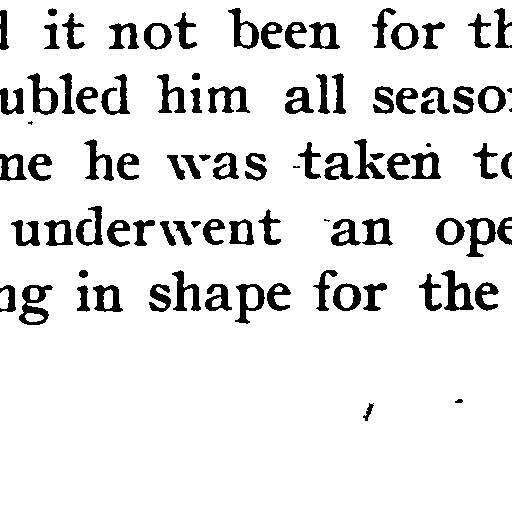 it not been for th
ubled him all seaso
me he was taken to
underwent an ope
ng in shape for the